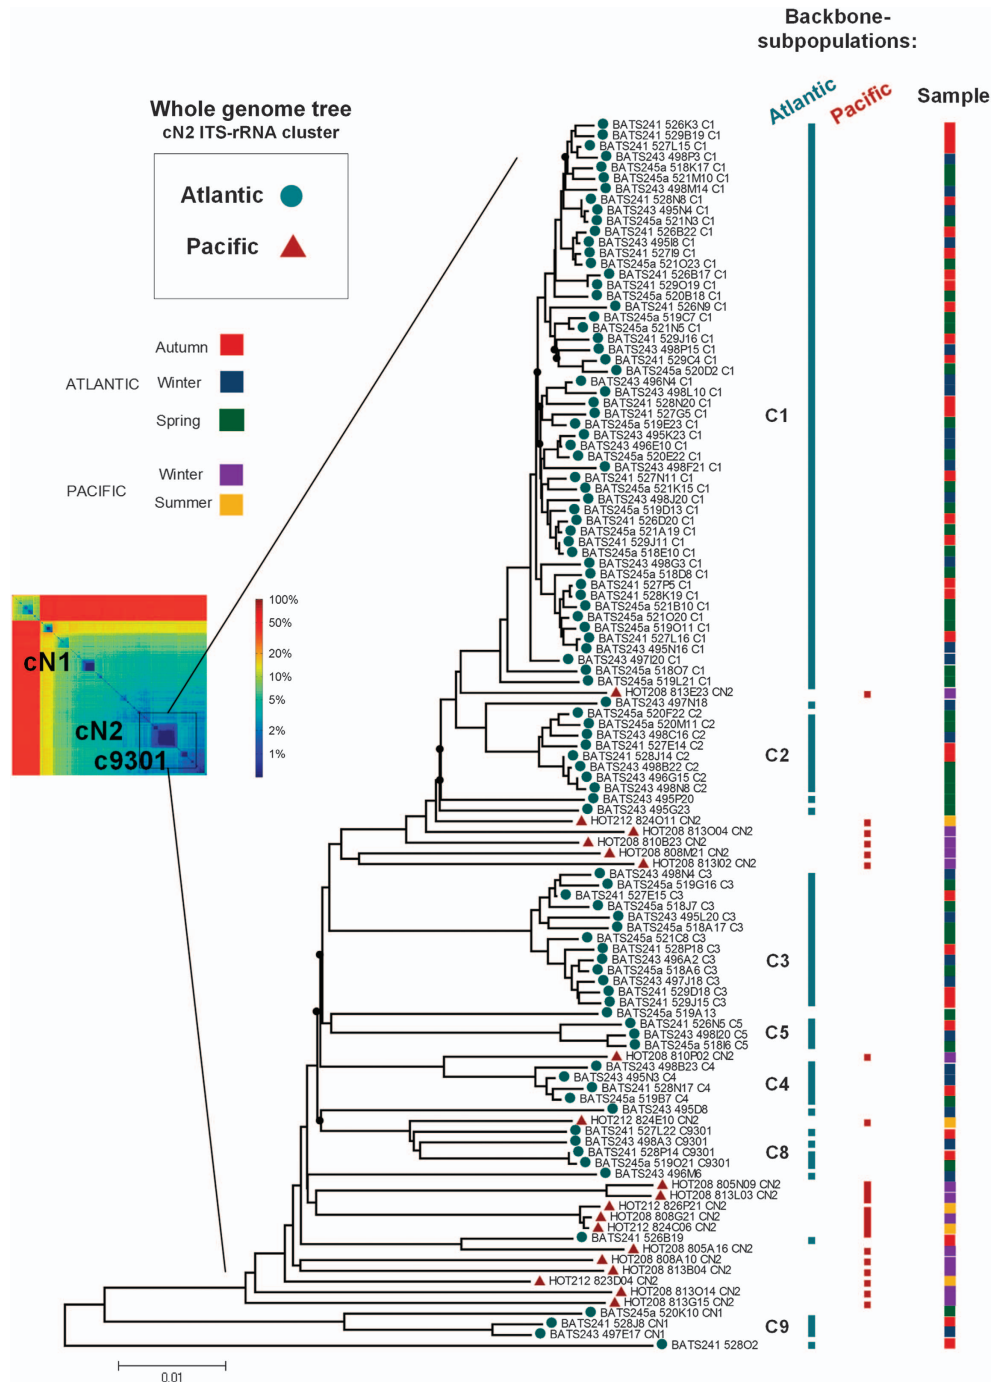 Backbone-
subpopulations:
Atlantic
Pacific
Sample
Whole genome tree
cN2 ITS-rRNA cluster
Atlantic
Pacific
Autumn
ATLANTIC
Winter
Spring
Winter
PACIFIC
Summer
100%
50%
20%
10%
5%
2%
1%
cN1
cN2
c9301
BATS241 526K3 C1
BATS241 529B19 C1
BATS241 527L15 C1
BATS243 498P3 C1
BATS245a 518K17 C1
BATS245a 521M10 C1
BATS243 498M14 C1
BATS241 528N8 C1
BATS243 495N4 C1
BATS245a 521N3 C1
BATS241 526B22 C1
BATS243 495I8 C1
BATS241 527I9 C1
BATS245a 521O23 C1
BATS241 526B17 C1
BATS241 529O19 C1
BATS245a 520B18 C1
BATS241 526N9 C1
BATS245a 519C7 C1
BATS245a 521N5 C1
BATS241 529J16 C1
BATS243 498P15 C1
BATS241 529C4 C1
BATS245a 520D2 C1
BATS243 496N4 C1
BATS243 498L10 C1
BATS241 528N20 C1
BATS241 527G5 C1
C1
BATS245a 519E23 C1
BATS243 495K23 C1
BATS243 496E10 C1
BATS245a 520E22 C1
BATS243 498F21 C1
BATS241 527N11 C1
BATS245a 521K15 C1
BATS243 498J20 C1
BATS245a 519D13 C1
BATS241 526D20 C1
BATS245a 521A19 C1
BATS241 529J11 C1
BATS245a 518E10 C1
BATS243 498G3 C1
BATS245a 518D8 C1
BATS241 527P5 C1
BATS241 528K19 C1
BATS245a 521B10 C1
BATS245a 521O20 C1
BATS245a 519O11 C1
BATS241 527L16 C1
BATS243 495N16 C1
BATS243 497I20 C1
BATS245a 518O7 C1
BATS245a 519L21 C1
HOT208 813E23 CN2
BATS243 497N18
BATS245a 520F22 C2
BATS245a 520M11 C2
BATS243 498C16 C2
BATS241 527E14 C2
C2
BATS241 528J14 C2
BATS243 498B22 C2
BATS243 496G15 C2
BATS243 498N8 C2
BATS243 495P20
BATS243 495G23
HOT212 824O11 CN2
HOT208 813O04 CN2
HOT208 810B23 CN2
HOT208 808M21 CN2
HOT208 813I02 CN2
BATS243 498N4 C3
BATS245a 519G16 C3
BATS241 527E15 C3
BATS245a 518J7 C3
BATS243 495L20 C3
BATS245a 518A17 C3
BATS245a 521C8 C3
BATS241 528P18 C3
BATS243 496A2 C3
C3
BATS245a 518A6 C3
BATS243 497J18 C3
BATS241 529D18 C3
BATS241 529J15 C3
BATS245a 519A13
BATS241 526N5 C5
BATS243 498I20 C5
C5
BATS245a 518I6 C5
HOT208 810P02 CN2
BATS243 498B23 C4
BATS243 495N3 C4
C4
BATS241 528N17 C4
BATS245a 519B7 C4
BATS243 495D8
HOT212 824E10 CN2
BATS241 527L22 C9301
BATS243 498A3 C9301
C8
BATS241 528P14 C9301
BATS245a 519O21 C9301
BATS243 496M6
HOT208 805N09 CN2
HOT208 813L03 CN2
HOT212 826P21 CN2
HOT208 808G21 CN2
HOT212 824C06 CN2
BATS241 526B19
HOT208 805A16 CN2
HOT208 808A10 CN2
HOT208 813B04 CN2
HOT212 823D04 CN2
HOT208 813O14 CN2
HOT208 813G15 CN2
BATS245a 520K10 CN1
BATS241 528J8 CN1
C9
BATS243 497E17 CN1
BATS241 528O2
0.01